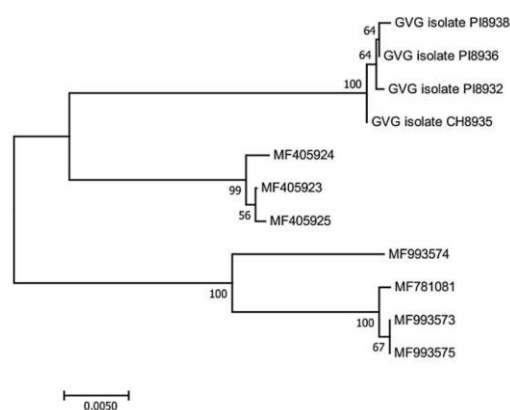 GVG isolate PI8938
64
GVG isolate PI8936
64
GVG isolate PI8932
100
GVG isolate CH8935
MF405924
99
MF405923
56
MF405925
MF993574
100
MF781081
100
MF993573
67
MF993575
0.0050